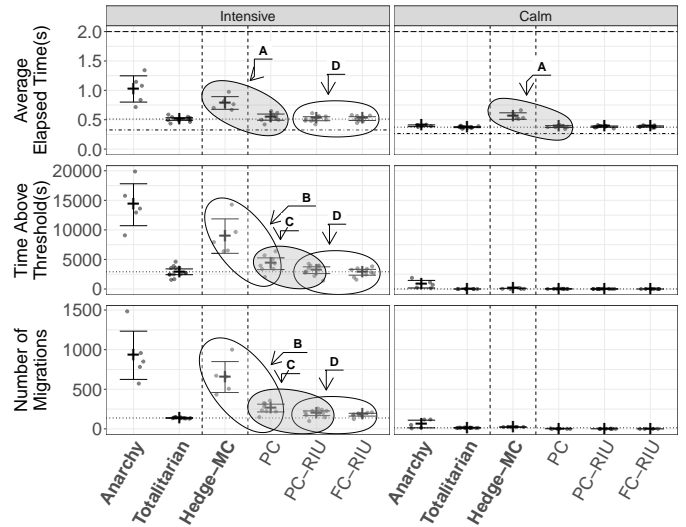 Intensive
Calm
Average
Elapsed Time(s)
2.0
1.5
1.0
0.5
0.0
A
D
A
Time Above
Threshold(s)
20000
15000
10000
5000
0
B
C
D
Number of
Migrations
1500
1000
500
0
B
C
D
Anarchy
Totalitarian
Hedge–MC
PC
PC–RIU
FC–RIU
Anarchy
Totalitarian
Hedge–MC
PC
PC–RIU
FC–RIU